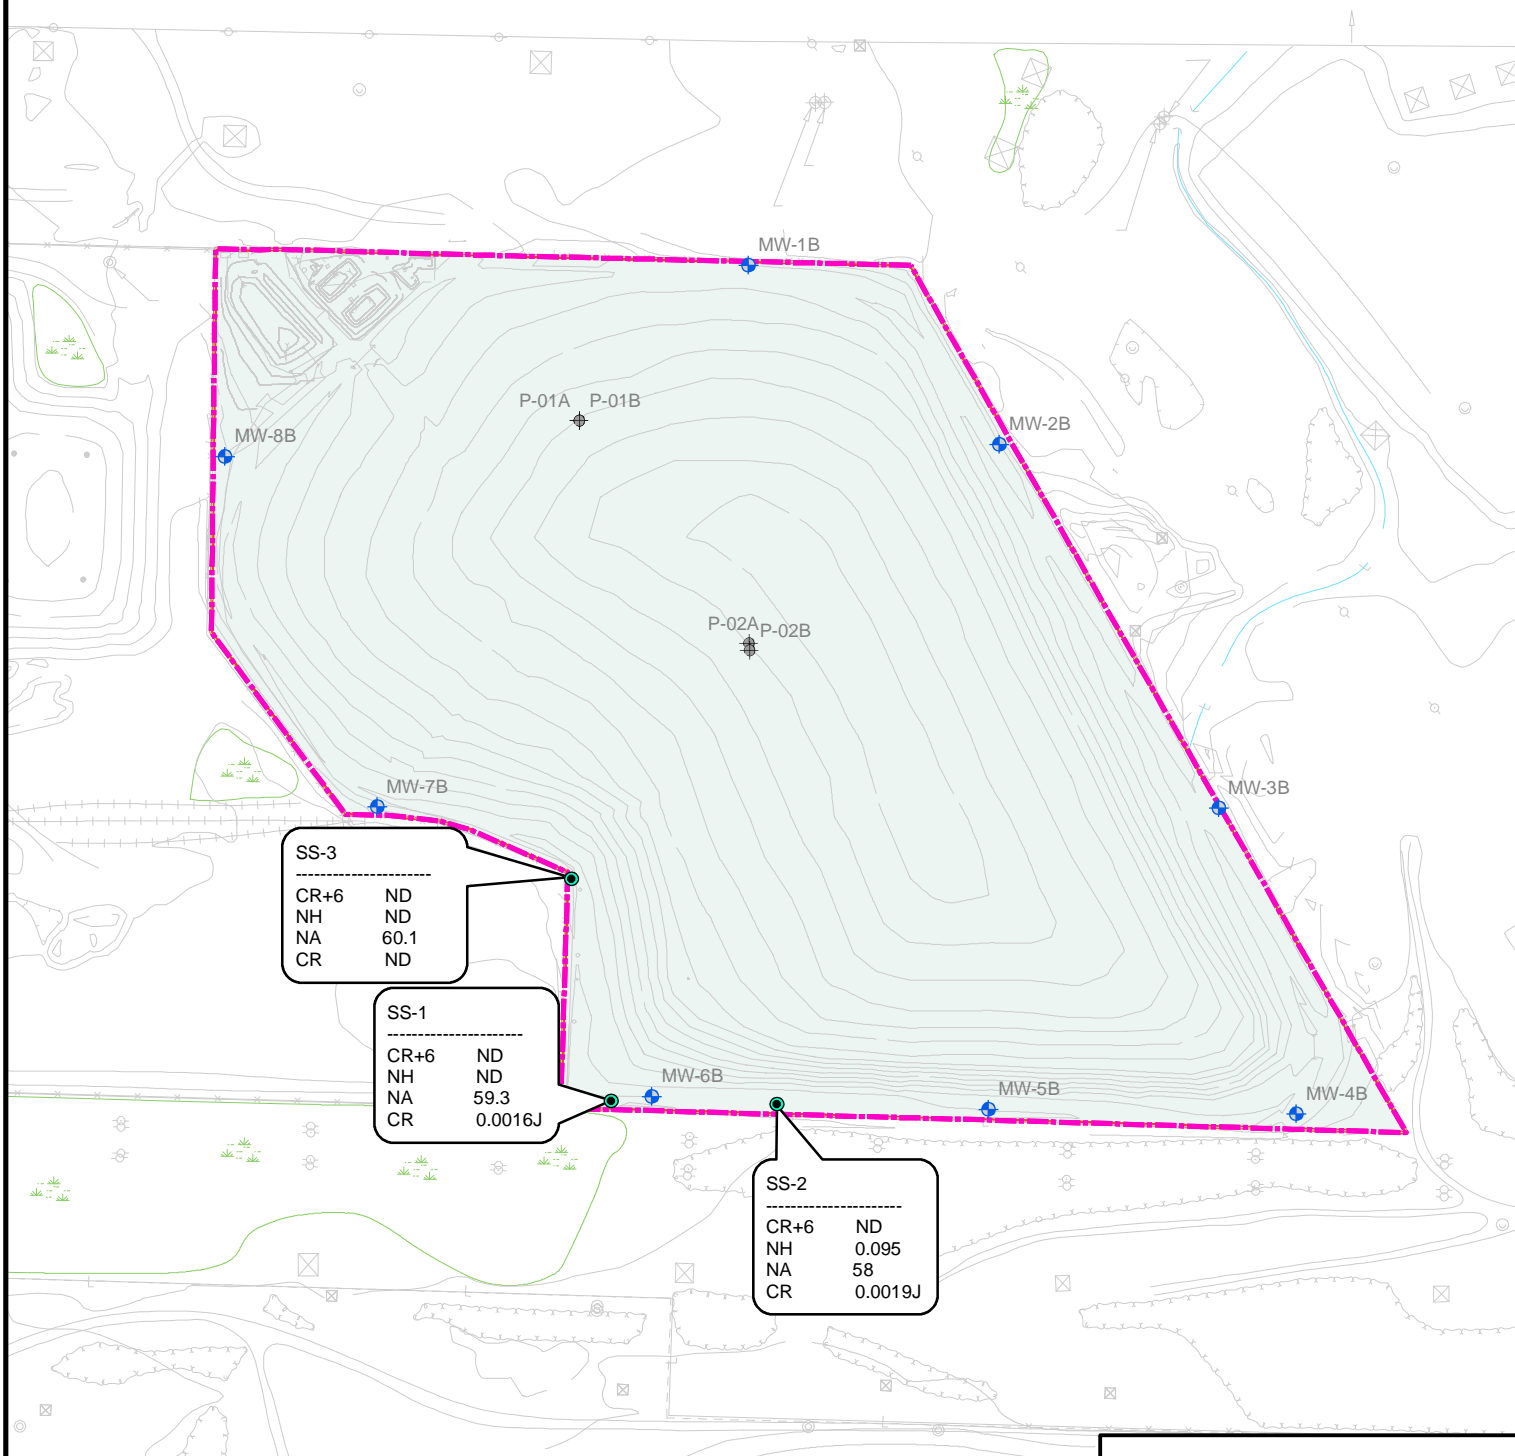 MW-1B
P-01A P-01B
MW-2B
MW-8B
P-02A P-02B
MW-3B
MW-7B
SS-3
----------------------
CR+6 ND
NH ND
NA 60.1
CR ND
SS-1
----------------------
CR+6 ND
NH ND
NA 59.3
CR 0.0016J
MW-6B
MW-5B
MW-4B
SS-2
----------------------
CR+6 ND
NH 0.095
NA 58
CR 0.0019J